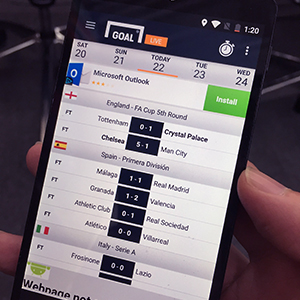 1:20
GOAL LIVE
SAT 20
SUN 21
TODAY 22
TUE 23
WED 24
Microsoft Outlook
Install
England - FA Cup 5th Round
FT Tottenham 0-1 Crystal Palace
FT Chelsea 5-1 Man City
Spain - Primera División
FT Málaga 1-1 Real Madrid
FT Granada 1-2 Valencia
FT Athletic Club 0-1 Real Sociedad
FT Atlético 0-0 Villarreal
Italy - Serie A
FT Frosinone 0-0 Lazio
Webpage not